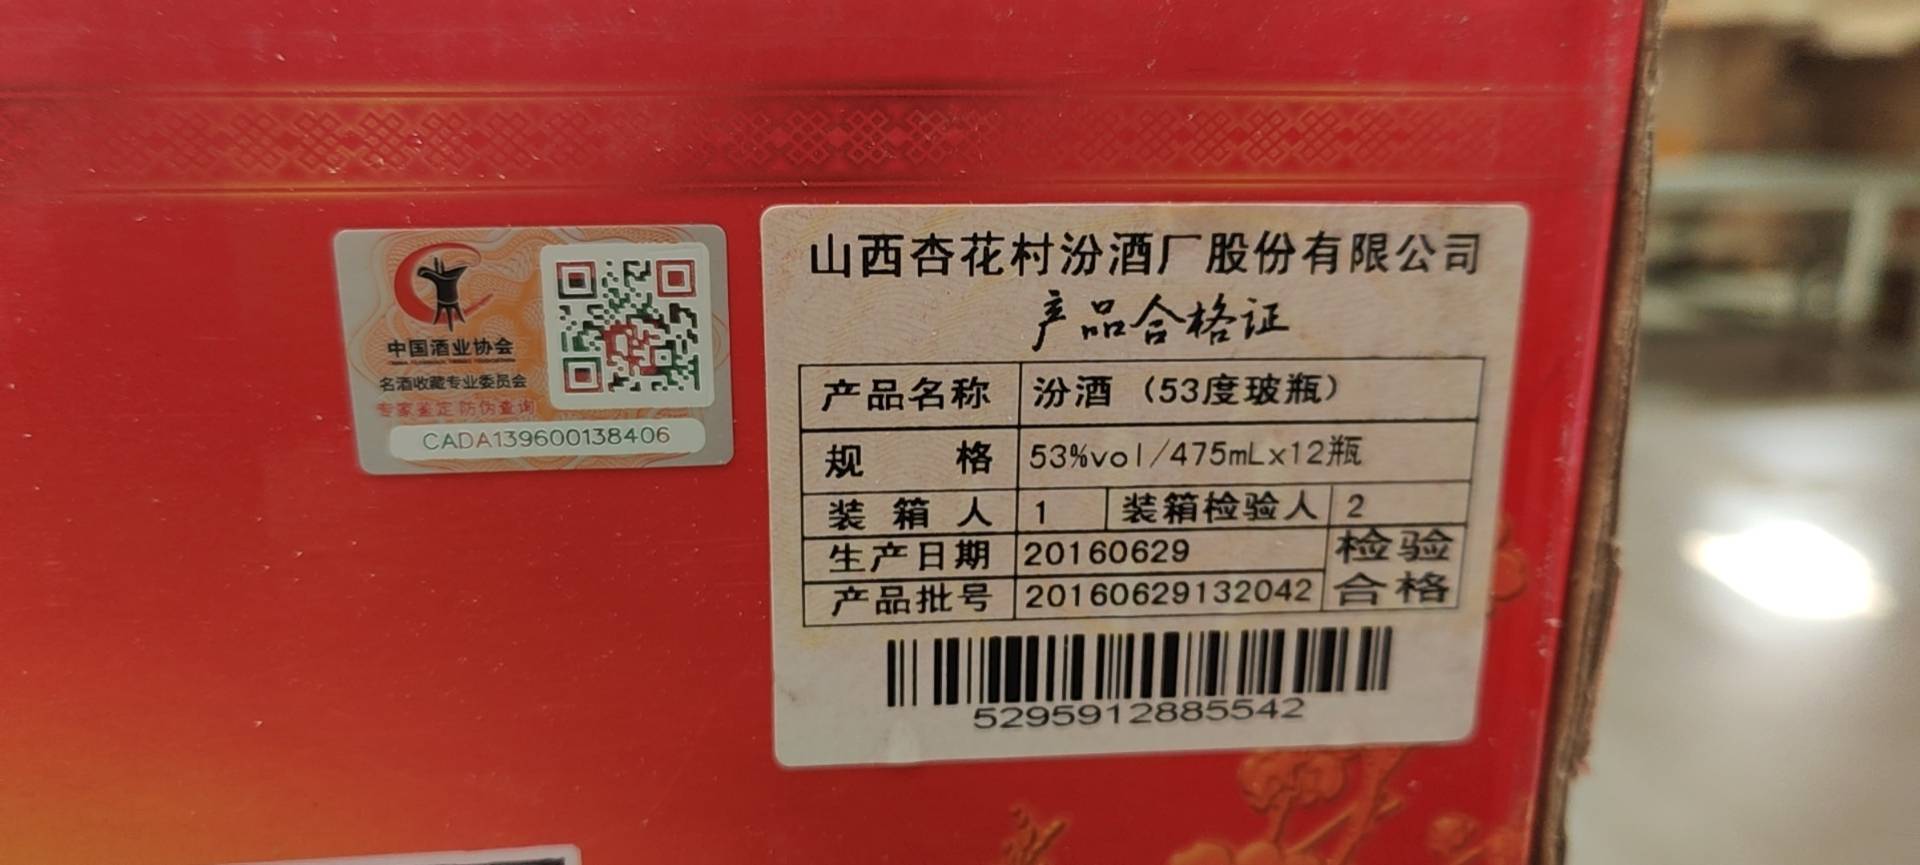 中国酒业协会
名酒收藏专业委员会
专家鉴定 防伪查询
CADA139600138406
山西杏花村汾酒厂股份有限公司
产品合格证
产品名称 汾酒（53度玻瓶）
规 格 53%vol/475mLx12瓶
装 箱 人 1 装箱检验人 2
生产日期 20160629
产品批号 20160629132042
检验
合格
5295912885542